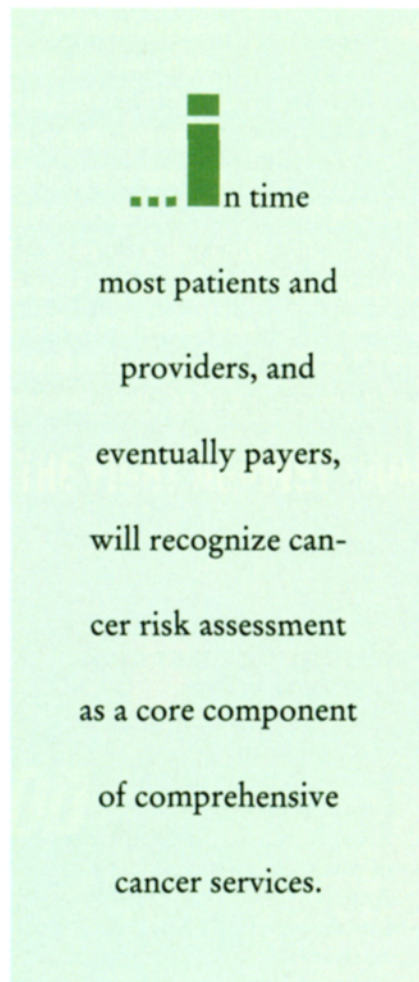 ...in time
most patients and
providers, and
eventually payers,
will recognize can-
cer risk assessment
as a core component
of comprehensive
cancer services.